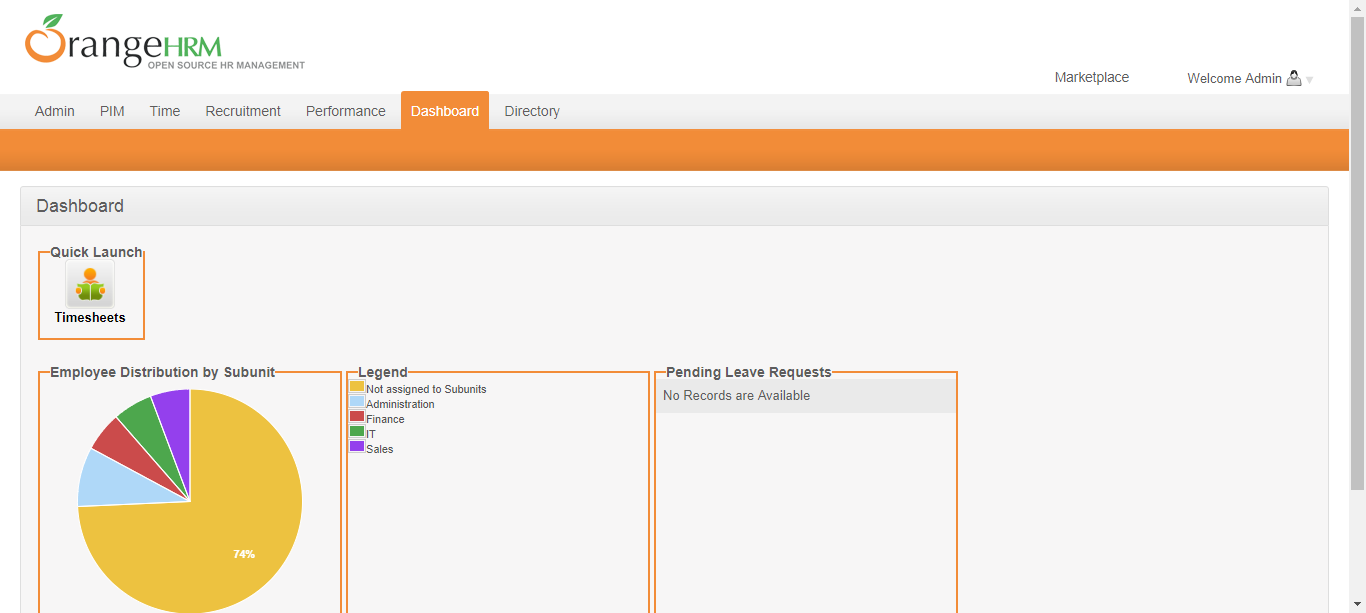 OrangeHRM
OPEN SOURCE HR MANAGEMENT
Marketplace Welcome Admin
Admin PIM Time Recruitment Performance Dashboard Directory
Dashboard
Quick Launch
Timesheets
Employee Distribution by Subunit
74%
Legend
Not assigned to Subunits
Administration
Finance
IT
Sales
Pending Leave Requests
No Records are Available